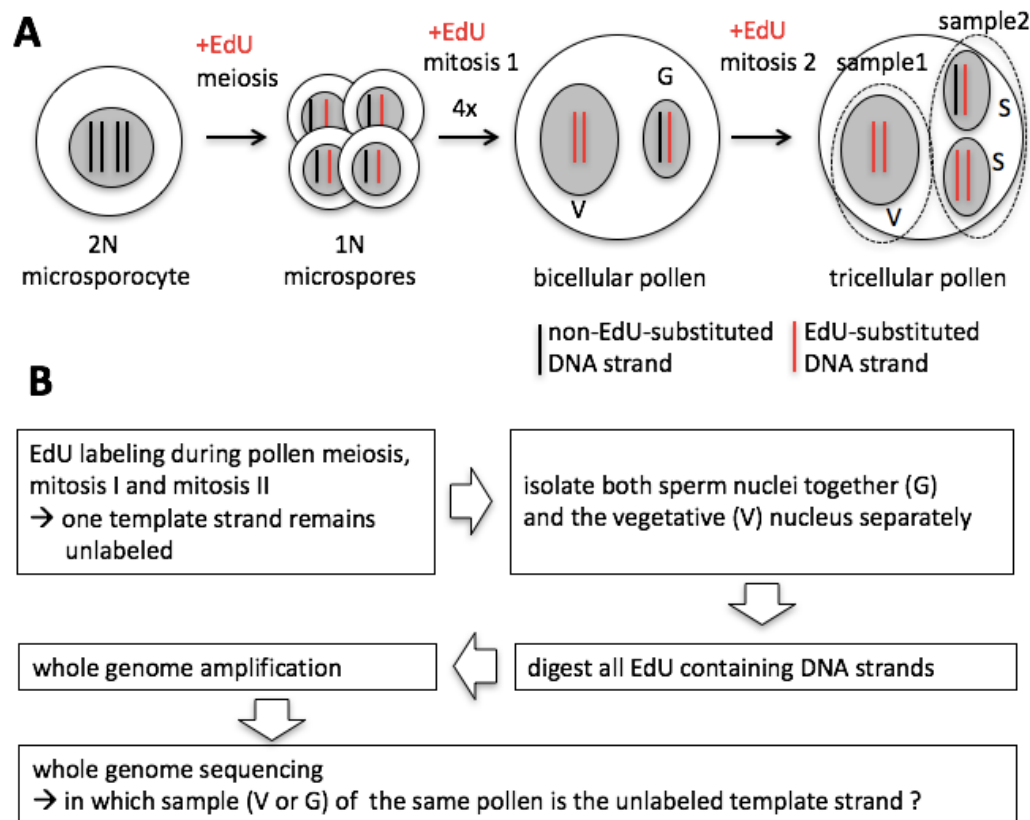 A
+EdU
meiosis
+EdU
mitosis 1
4x
+EdU
mitosis 2
sample1
sample2
G
S
S
V
V
2N
microsporocyte
1N
microspores
bicellular pollen
tricellular pollen
non-EdU-substituted
DNA strand
EdU-substituted
DNA strand
B
EdU labeling during pollen meiosis,
mitosis I and mitosis II
→ one template strand remains
unlabeled
isolate both sperm nuclei together (G)
and the vegetative (V) nucleus separately
whole genome amplification
digest all EdU containing DNA strands
whole genome sequencing
→ in which sample (V or G) of the same pollen is the unlabeled template strand ?